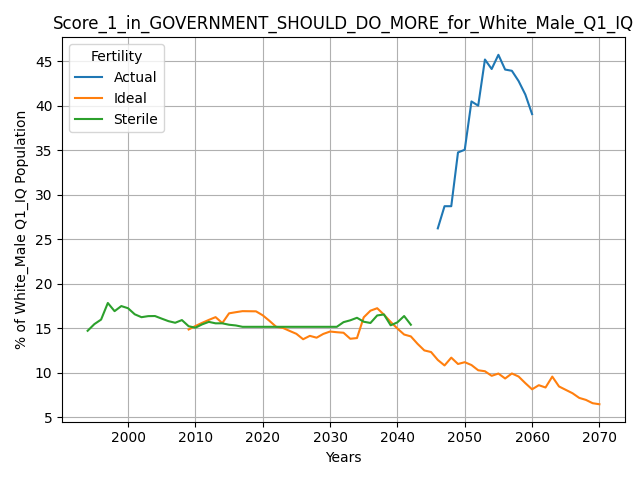 Score_1_in_GOVERNMENT_SHOULD_DO_MORE_for_White_Male_Q1_IQ
Fertility
Actual
Ideal
Sterile
% of White_Male Q1_IQ Population
45
40
35
30
25
20
15
10
5
2000 2010 2020 2030 2040 2050 2060 2070
Years